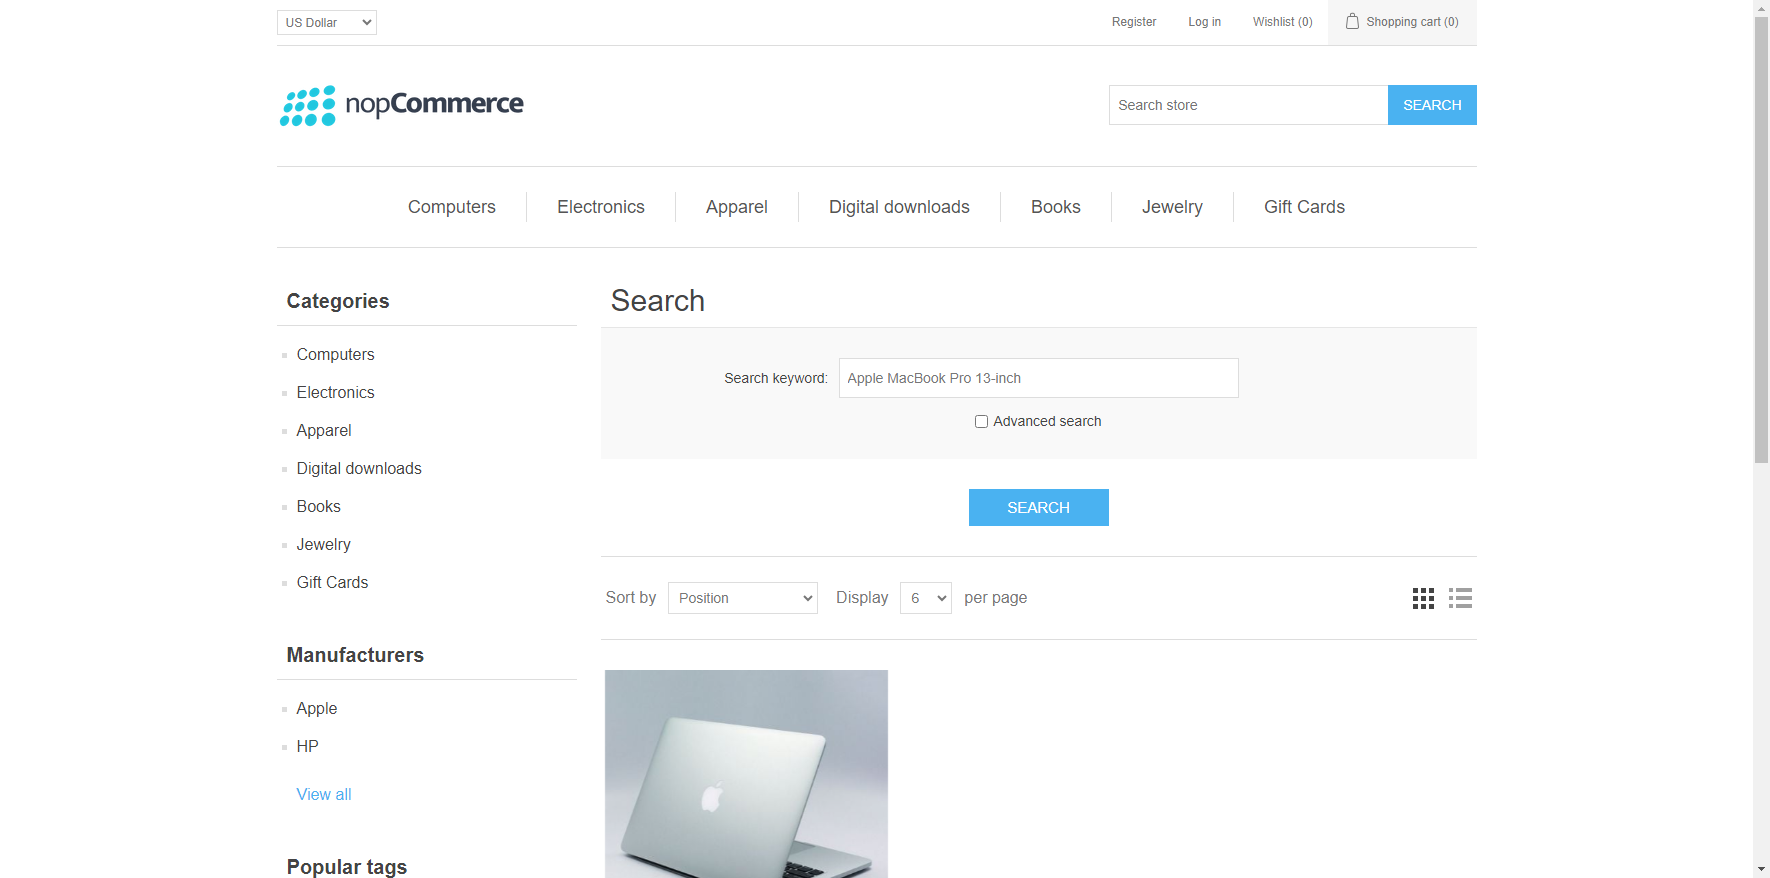 US Dollar
Register
Log in
Wishlist (0)
Shopping cart (0)
nopCommerce
Search store
SEARCH
Computers
Electronics
Apparel
Digital downloads
Books
Jewelry
Gift Cards
Categories
Computers
Electronics
Apparel
Digital downloads
Books
Jewelry
Gift Cards
Manufacturers
Apple
HP
View all
Popular tags
Search
Search keyword:
Apple MacBook Pro 13-inch
Advanced search
SEARCH
Sort by
Position
Display
6
per page